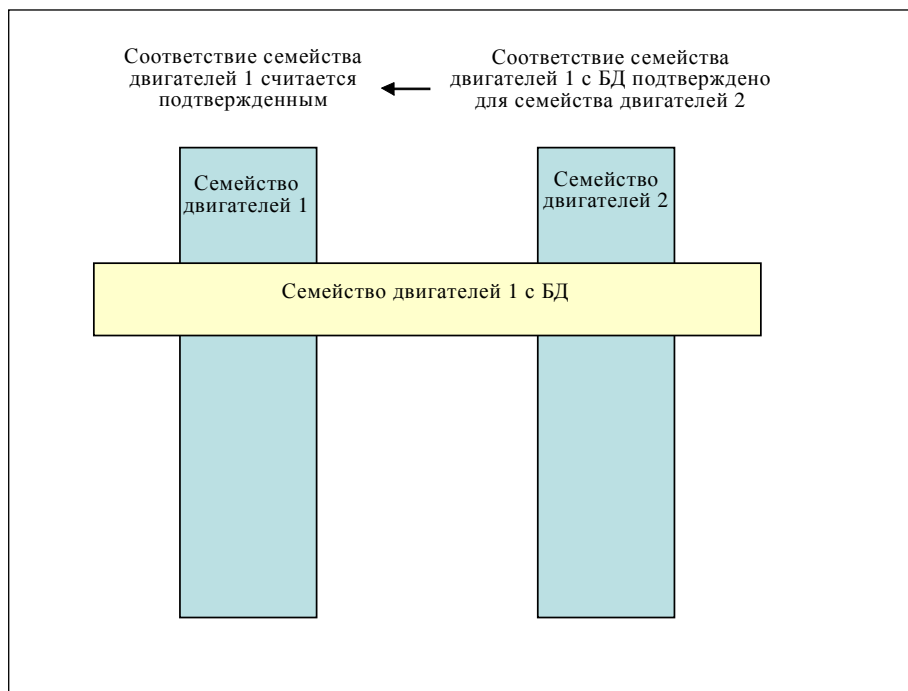 Соответствие семейства
двигателей 1 считается
подтвержденным
Соответствие семейства
двигателей 1 с БД подтверждено
для семейства двигателей 2
Семейство
двигателей 1
Семейство
двигателей 2
Семейство двигателей 1 с БД